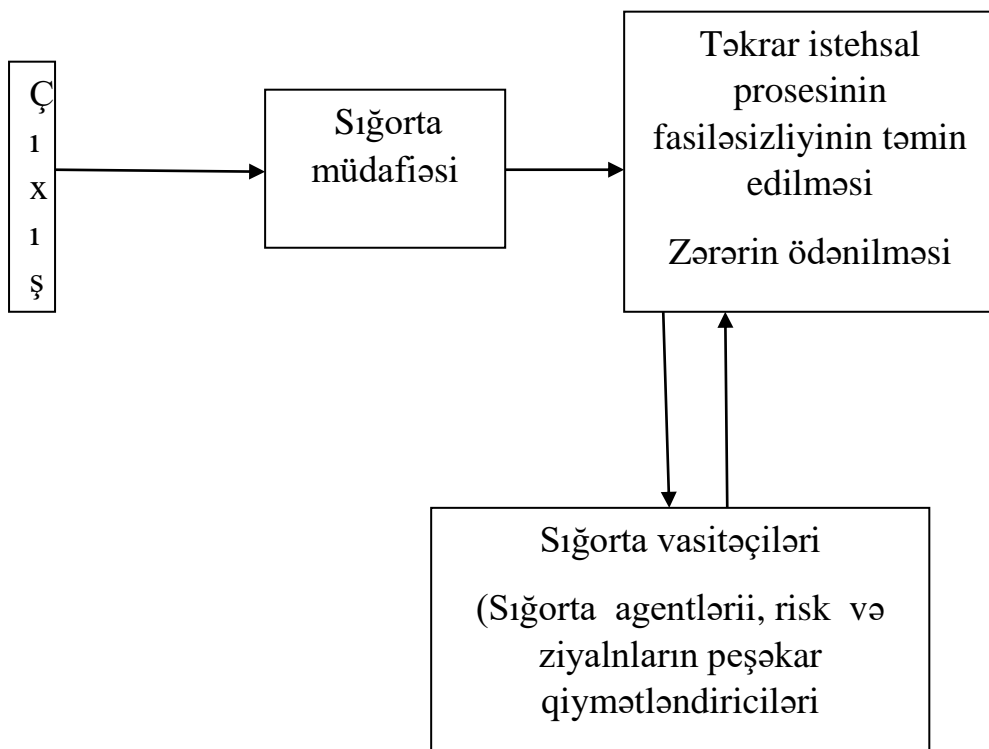 Ç
ı
x
ı
ş
Sığorta
müdafiəsi
Təkrar istehsal
prosesinin
fasiləsizliyinin təmin
edilməsi
Zərərin ödənilməsi
Sığorta vasitəçiləri
(Sığorta agentlərii, risk və
ziyalnların peşəkar
qiymətləndiriciləri